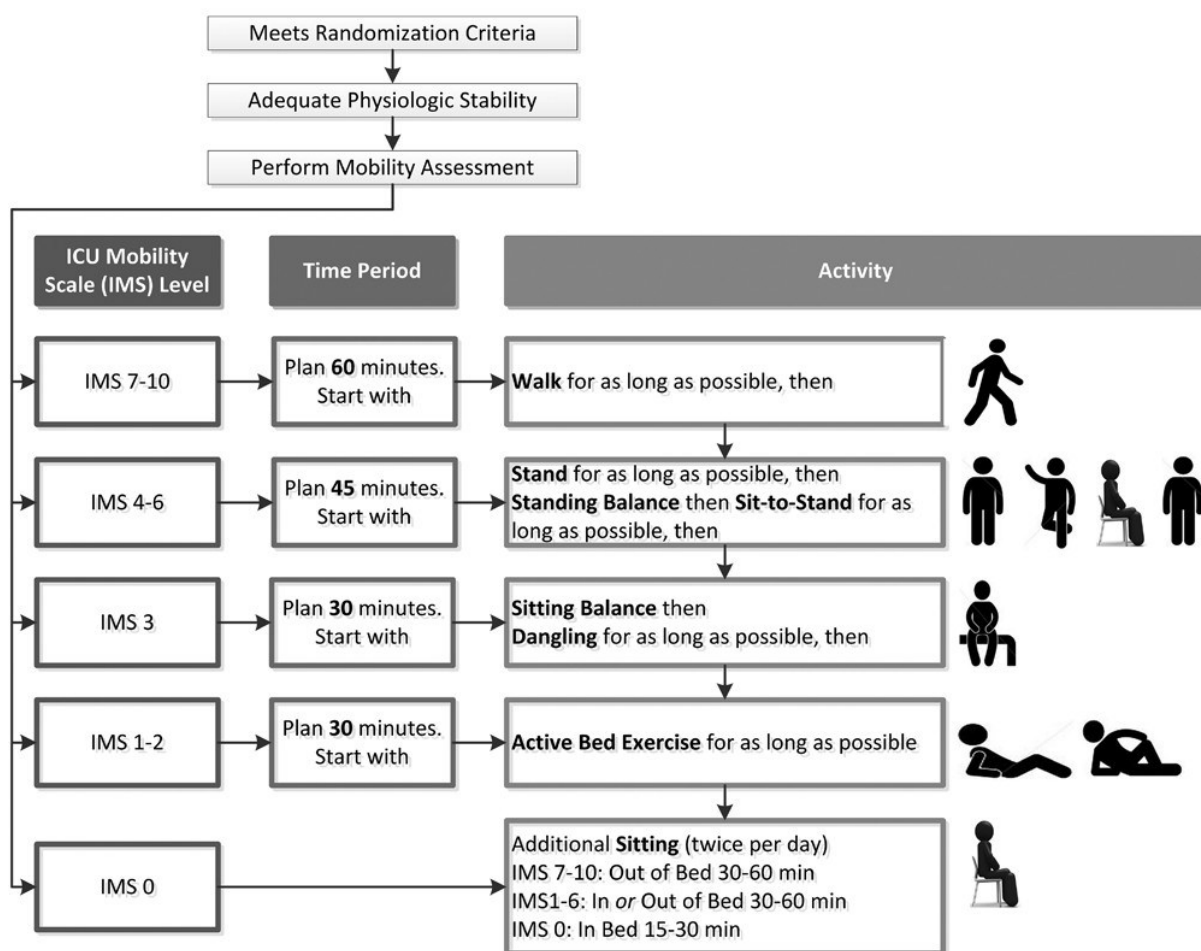 Meets Randomization Criteria
Adequate Physiologic Stability
Perform Mobility Assessment
ICU Mobility
Scale (IMS) Level
Time Period
Activity
IMS 7-10
Plan 60 minutes.
Start with
Walk for as long as possible, then
IMS 4-6
Plan 45 minutes.
Start with
Stand for as long as possible, then
Standing Balance then Sit-to-Stand for as
long as possible, then
IMS 3
Plan 30 minutes.
Start with
Sitting Balance then
Dangling for as long as possible, then
IMS 1-2
Plan 30 minutes.
Start with
Active Bed Exercise for as long as possible
IMS 0
Additional Sitting (twice per day)
IMS 7-10: Out of Bed 30-60 min
IMS1-6: In or Out of Bed 30-60 min
IMS 0: In Bed 15-30 min